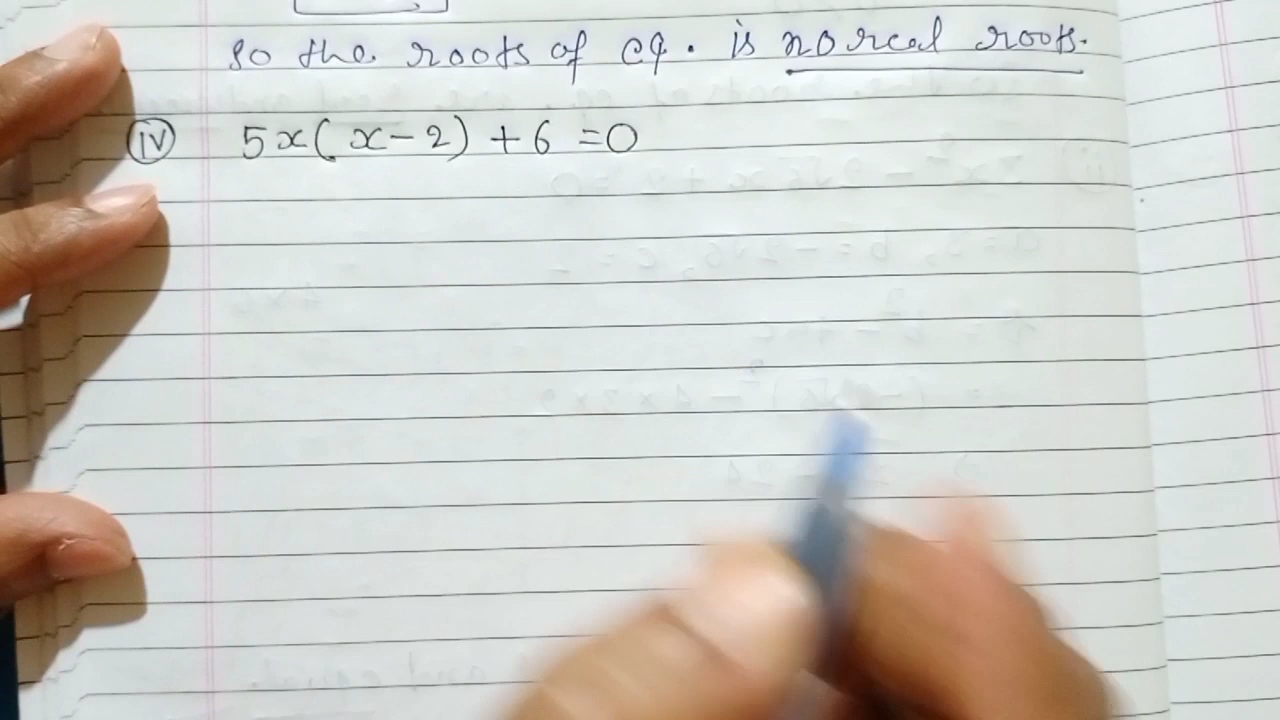 so the roots of eq. is no real roots.
(iv) 5x(x-2) + 6 = 0